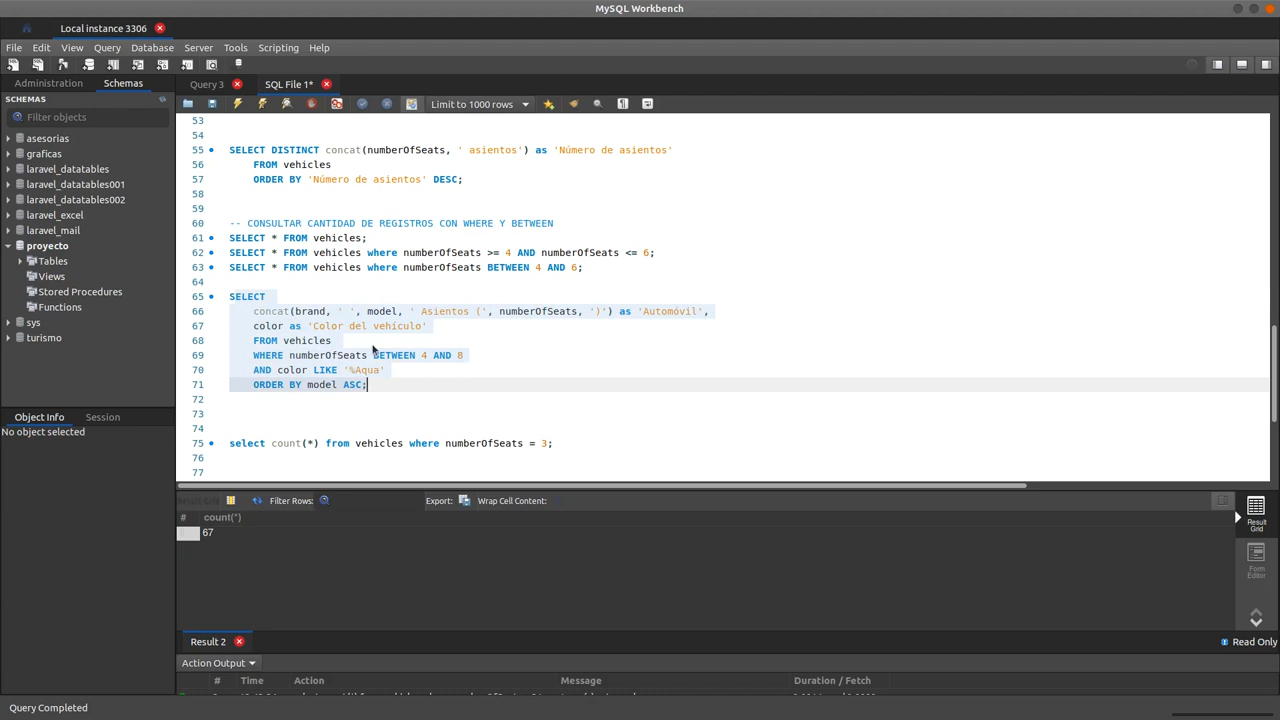 MySQL Workbench
Local instance 3306
File Edit View Query Database Server Tools Scripting Help
Administration Schemas Query 3 SQL File 1*
SCHEMAS
Limit to 1000 rows
Filter objects
asesorias
graficas
laravel_datatables
laravel_datatables001
laravel_datatables002
laravel_excel
laravel_mail
proyecto
Tables
Views
Stored Procedures
Functions
sys
turismo
Object Info Session
No object selected
53
54
55 SELECT DISTINCT concat(numberOfSeats, ' asientos') as 'Número de asientos'
56 FROM vehicles
57 ORDER BY 'Número de asientos' DESC;
58
59
60 -- CONSULTAR CANTIDAD DE REGISTROS CON WHERE Y BETWEEN
61 SELECT * FROM vehicles;
62 SELECT * FROM vehicles where numberOfSeats >= 4 AND numberOfSeats <= 6;
63 SELECT * FROM vehicles where numberOfSeats BETWEEN 4 AND 6;
64
65 SELECT
66 concat(brand, ' ', model, ' Asientos (', numberOfSeats, ')') as 'Automóvil',
67 color as 'Color del vehículo'
68 FROM vehicles
69 WHERE numberOfSeats BETWEEN 4 AND 8
70 AND color LIKE '%Aqua'
71 ORDER BY model ASC;
72
73
74
75 select count(*) from vehicles where numberOfSeats = 3;
76
77
Result Grid Filter Rows: Export: Wrap Cell Content:
# count(*)
67
Result Grid
Form Editor
Result 2 Read Only
Action Output
# Time Action Message Duration / Fetch
Query Completed